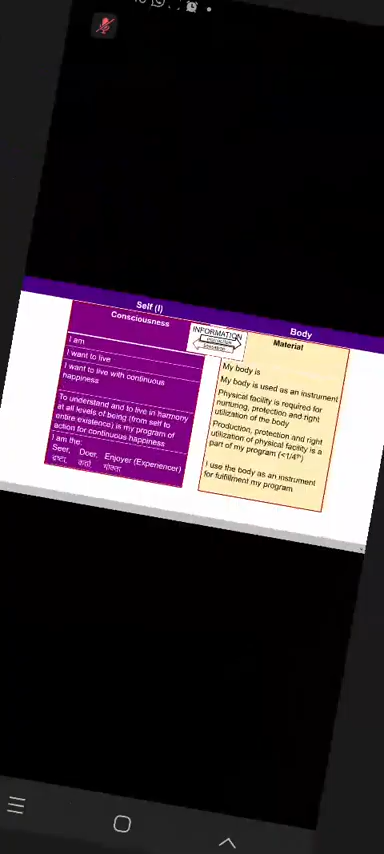 Self (I)
Body
Consciousness
INFORMATION
Material
I am
I want to live
I want to live with continuous
happiness
To understand and to live in harmony
at all levels of being (from self to
entire existence) is my program of
action for continuous happiness
I am the:
Seer, Doer, Enjoyer (Experiencer)
दृष्टा, कर्ता, भोक्ता
My body is
My body is used as an instrument
Physical facility is required for
nurturing, protection and right
utilization of the body
Production, protection and right
utilization of physical facility is a
part of my program (<1/4th)
I use the body as an instrument
for fulfillment my program